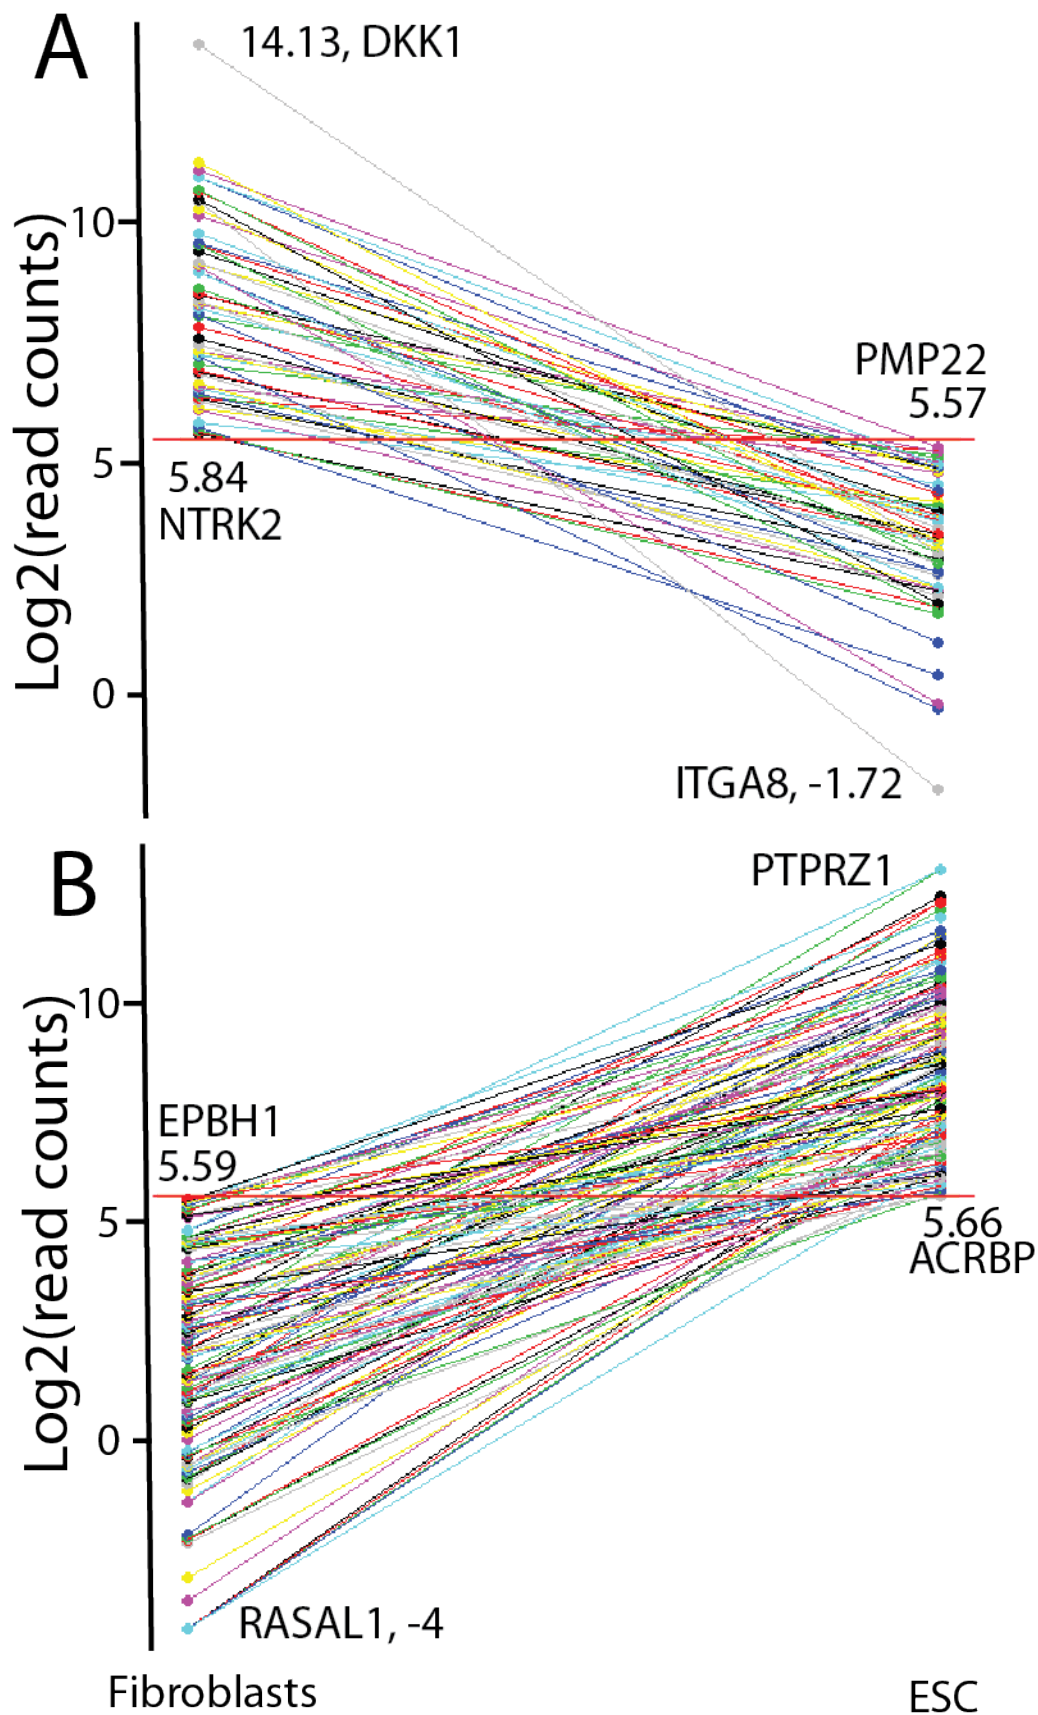 A
14.13, DKK1
10
PMP22
5.57
5
5.84
NTRK2
0
ITGA8, -1.72
Log2(read counts)
B
PTPRZ1
10
EPBH1
5.59
5
5.66
ACRBP
0
RASAL1, -4
Log2(read counts)
Fibroblasts
ESC